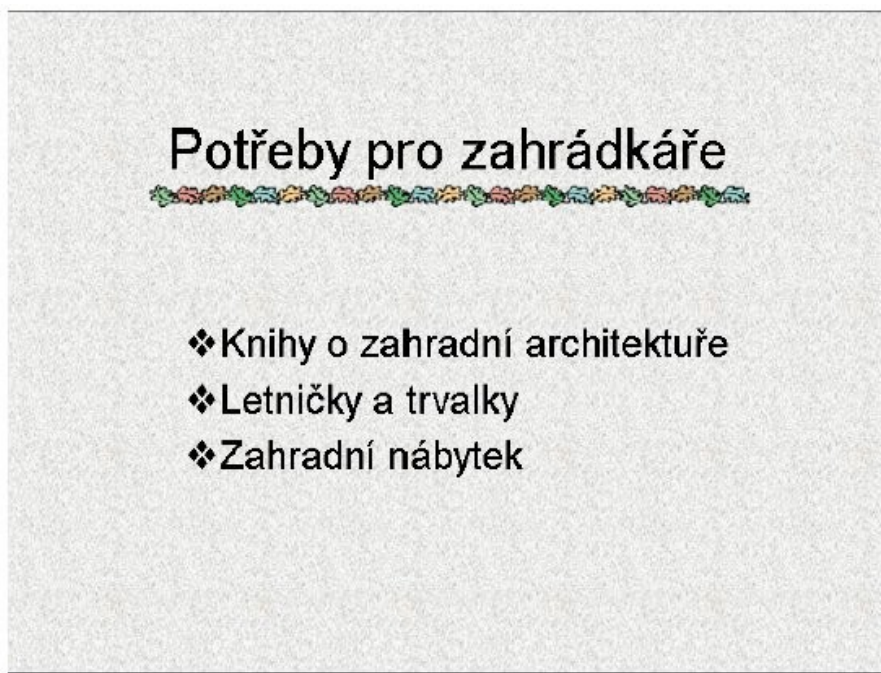 Potřeby pro zahrádkáře
❖Knihy o zahradní architektuře
❖Letničky a trvalky
❖Zahradní nábytek